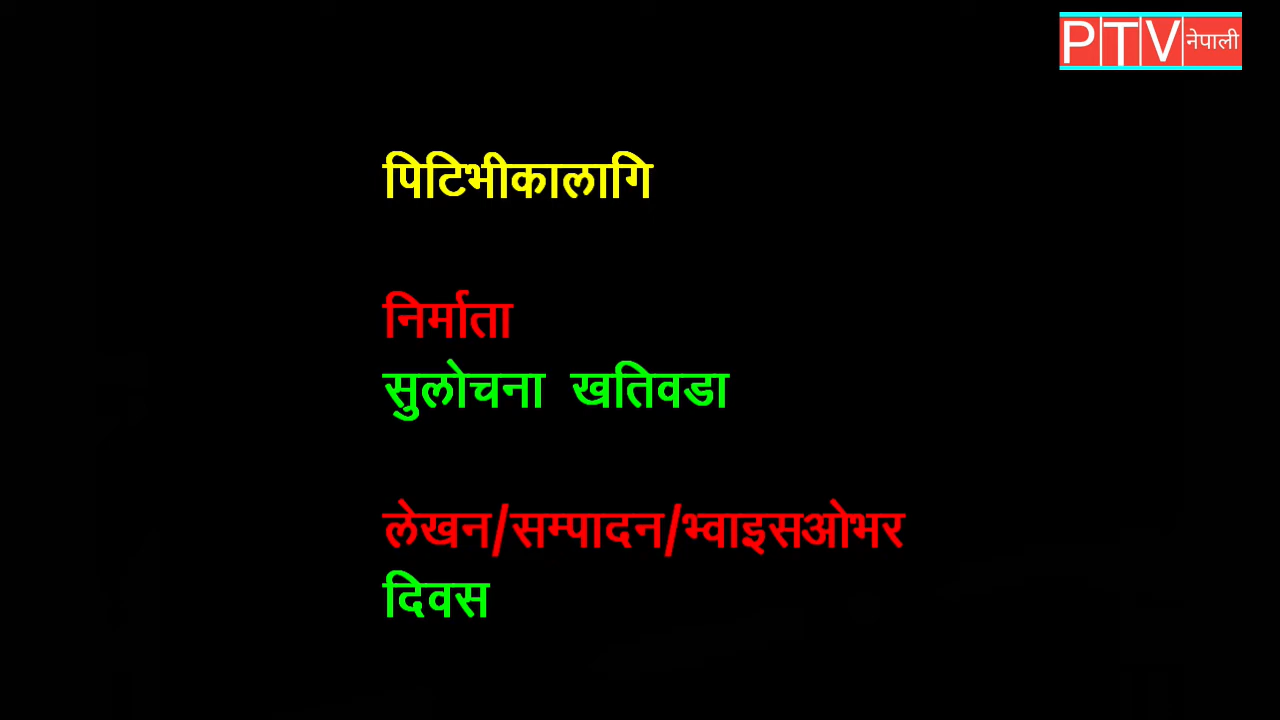 PTV नेपाली
पिटिभीकालागि
निर्माता
सुलोचना खतिवडा
लेखन/सम्पादन/भ्वाइसओभर
दिवस